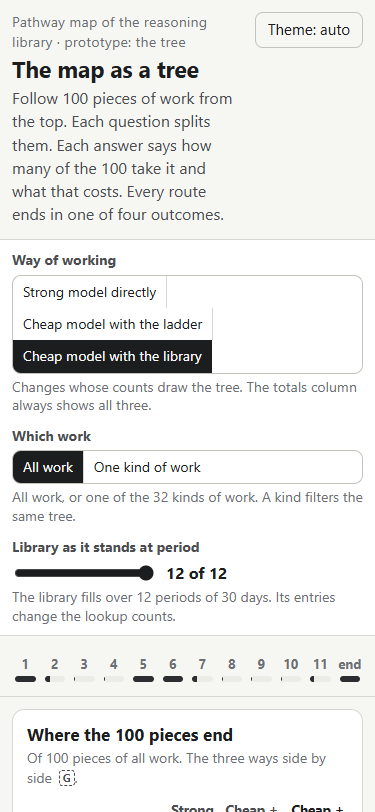 Pathway map of the reasoning
library · prototype: the tree
Theme: auto
The map as a tree
Follow 100 pieces of work from
the top. Each question splits
them. Each answer says how
many of the 100 take it and
what that costs. Every route
ends in one of four outcomes.
Way of working
Strong model directly
Cheap model with the ladder
Cheap model with the library
Changes whose counts draw the tree. The totals column
always shows all three.
Which work
All work One kind of work
All work, or one of the 32 kinds of work. A kind filters the
same tree.
Library as it stands at period
12 of 12
The library fills over 12 periods of 30 days. Its entries
change the lookup counts.
1 2 3 4 5 6 7 8 9 10 11 end
Where the 100 pieces end
Of 100 pieces of all work. The three ways side by
side G.
Strong Cheap + Cheap +